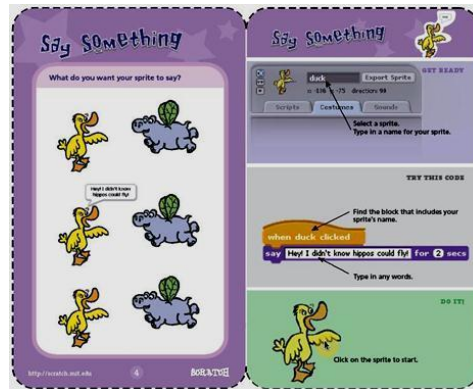 Say Something
What do you want your sprite to say?
Hey! I didn't know
hippos could fly!
http://scratch.mit.edu
4
SCRATCH
Say Something
GET READY
duck
Export Sprite
direction:
Scripts
Costumes
Sounds
Select a sprite.
Type in a name for your sprite.
TRY THIS CODE
Find the block that includes your
sprite's name.
when duck clicked
say Hey! I didn't know hippos could fly! for 2 secs
Type in any words.
DO IT!
Click on the sprite to start.